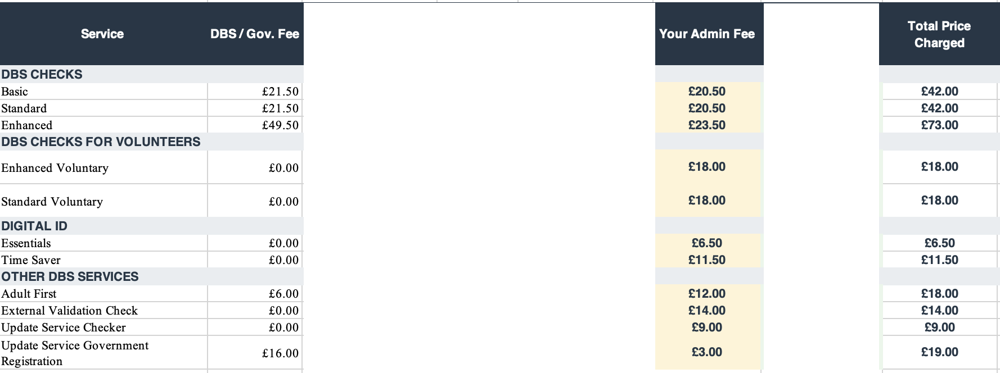 Service DBS / Gov. Fee Your Admin Fee Total Price Charged
DBS CHECKS
Basic £21.50 £20.50 £42.00
Standard £21.50 £20.50 £42.00
Enhanced £49.50 £23.50 £73.00
DBS CHECKS FOR VOLUNTEERS
Enhanced Voluntary £0.00 £18.00 £18.00
Standard Voluntary £0.00 £18.00 £18.00
DIGITAL ID
Essentials £0.00 £6.50 £6.50
Time Saver £0.00 £11.50 £11.50
OTHER DBS SERVICES
Adult First £6.00 £12.00 £18.00
External Validation Check £0.00 £14.00 £14.00
Update Service Checker £0.00 £9.00 £9.00
Update Service Government
Registration £16.00 £3.00 £19.00